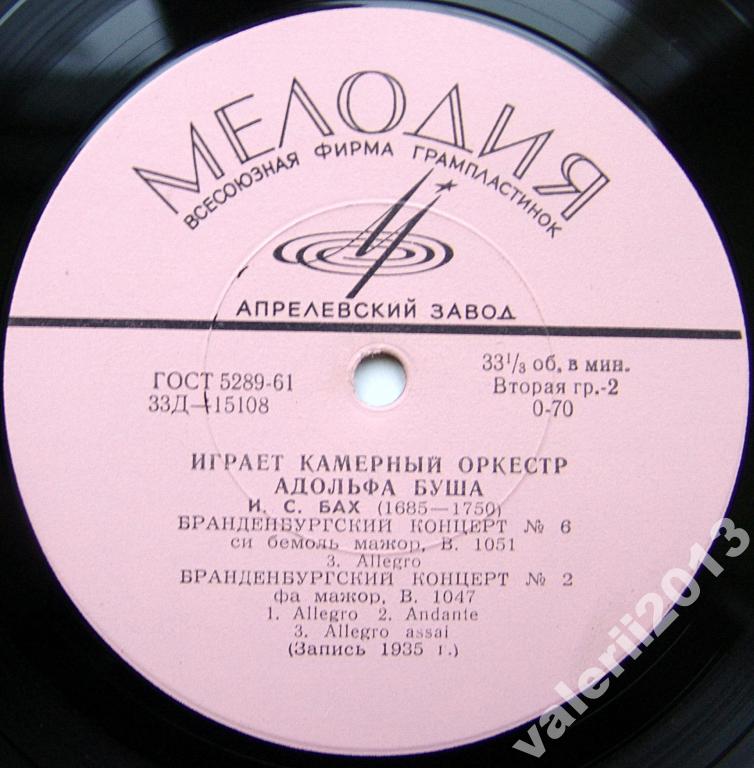 МЕЛОДИЯ
ВСЕСОЮЗНАЯ ФИРМА ГРАМПЛАСТИНОК
АПРЕЛЕВСКИЙ ЗАВОД
ГОСТ 5289-61
33Д—15108
33⅓ об, в мин.
Вторая гр.-2
0-70
ИГРАЕТ КАМЕРНЫЙ ОРКЕСТР
АДОЛЬФА БУША
И. С. БАХ (1685—1750)
БРАНДЕНБУРГСКИЙ КОНЦЕРТ № 6
си бемоль мажор, В. 1051
3. Allegro
БРАНДЕНБУРГСКИЙ КОНЦЕРТ № 2
фа мажор, В. 1047
1. Allegro 2. Andante
3. Allegro assai
(Запись 1935 г.)
valerii2013